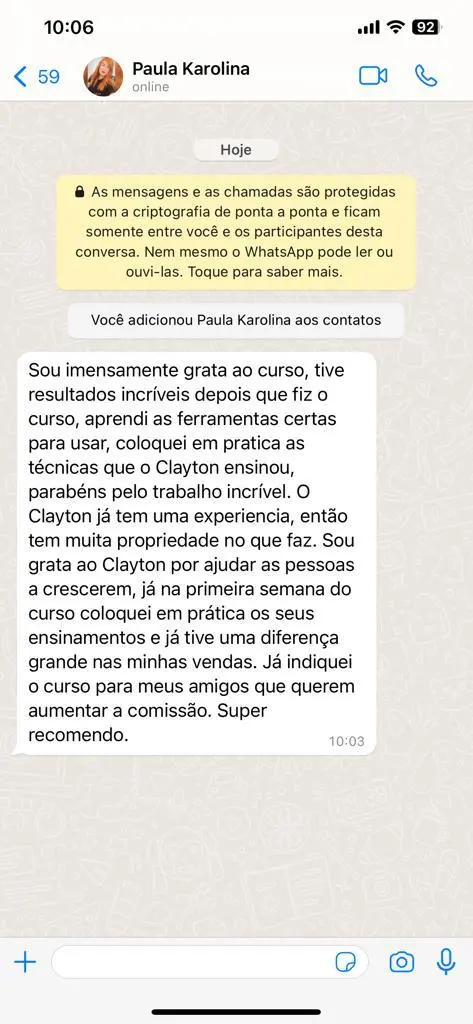 10:06
92
59
Paula Karolina
online
Hoje
As mensagens e as chamadas são protegidas
com a criptografia de ponta a ponta e ficam
somente entre você e os participantes desta
conversa. Nem mesmo o WhatsApp pode ler ou
ouvi-las. Toque para saber mais.
Você adicionou Paula Karolina aos contatos
Sou imensamente grata ao curso, tive
resultados incríveis depois que fiz o
curso, aprendi as ferramentas certas
para usar, coloquei em pratica as
técnicas que o Clayton ensinou,
parabéns pelo trabalho incrível. O
Clayton já tem uma experiencia, então
tem muita propriedade no que faz. Sou
grata ao Clayton por ajudar as pessoas
a crescerem, já na primeira semana do
curso coloquei em prática os seus
ensinamentos e já tive uma diferença
grande nas minhas vendas. Já indiquei
o curso para meus amigos que querem
aumentar a comissão. Super
recomendo.
10:03